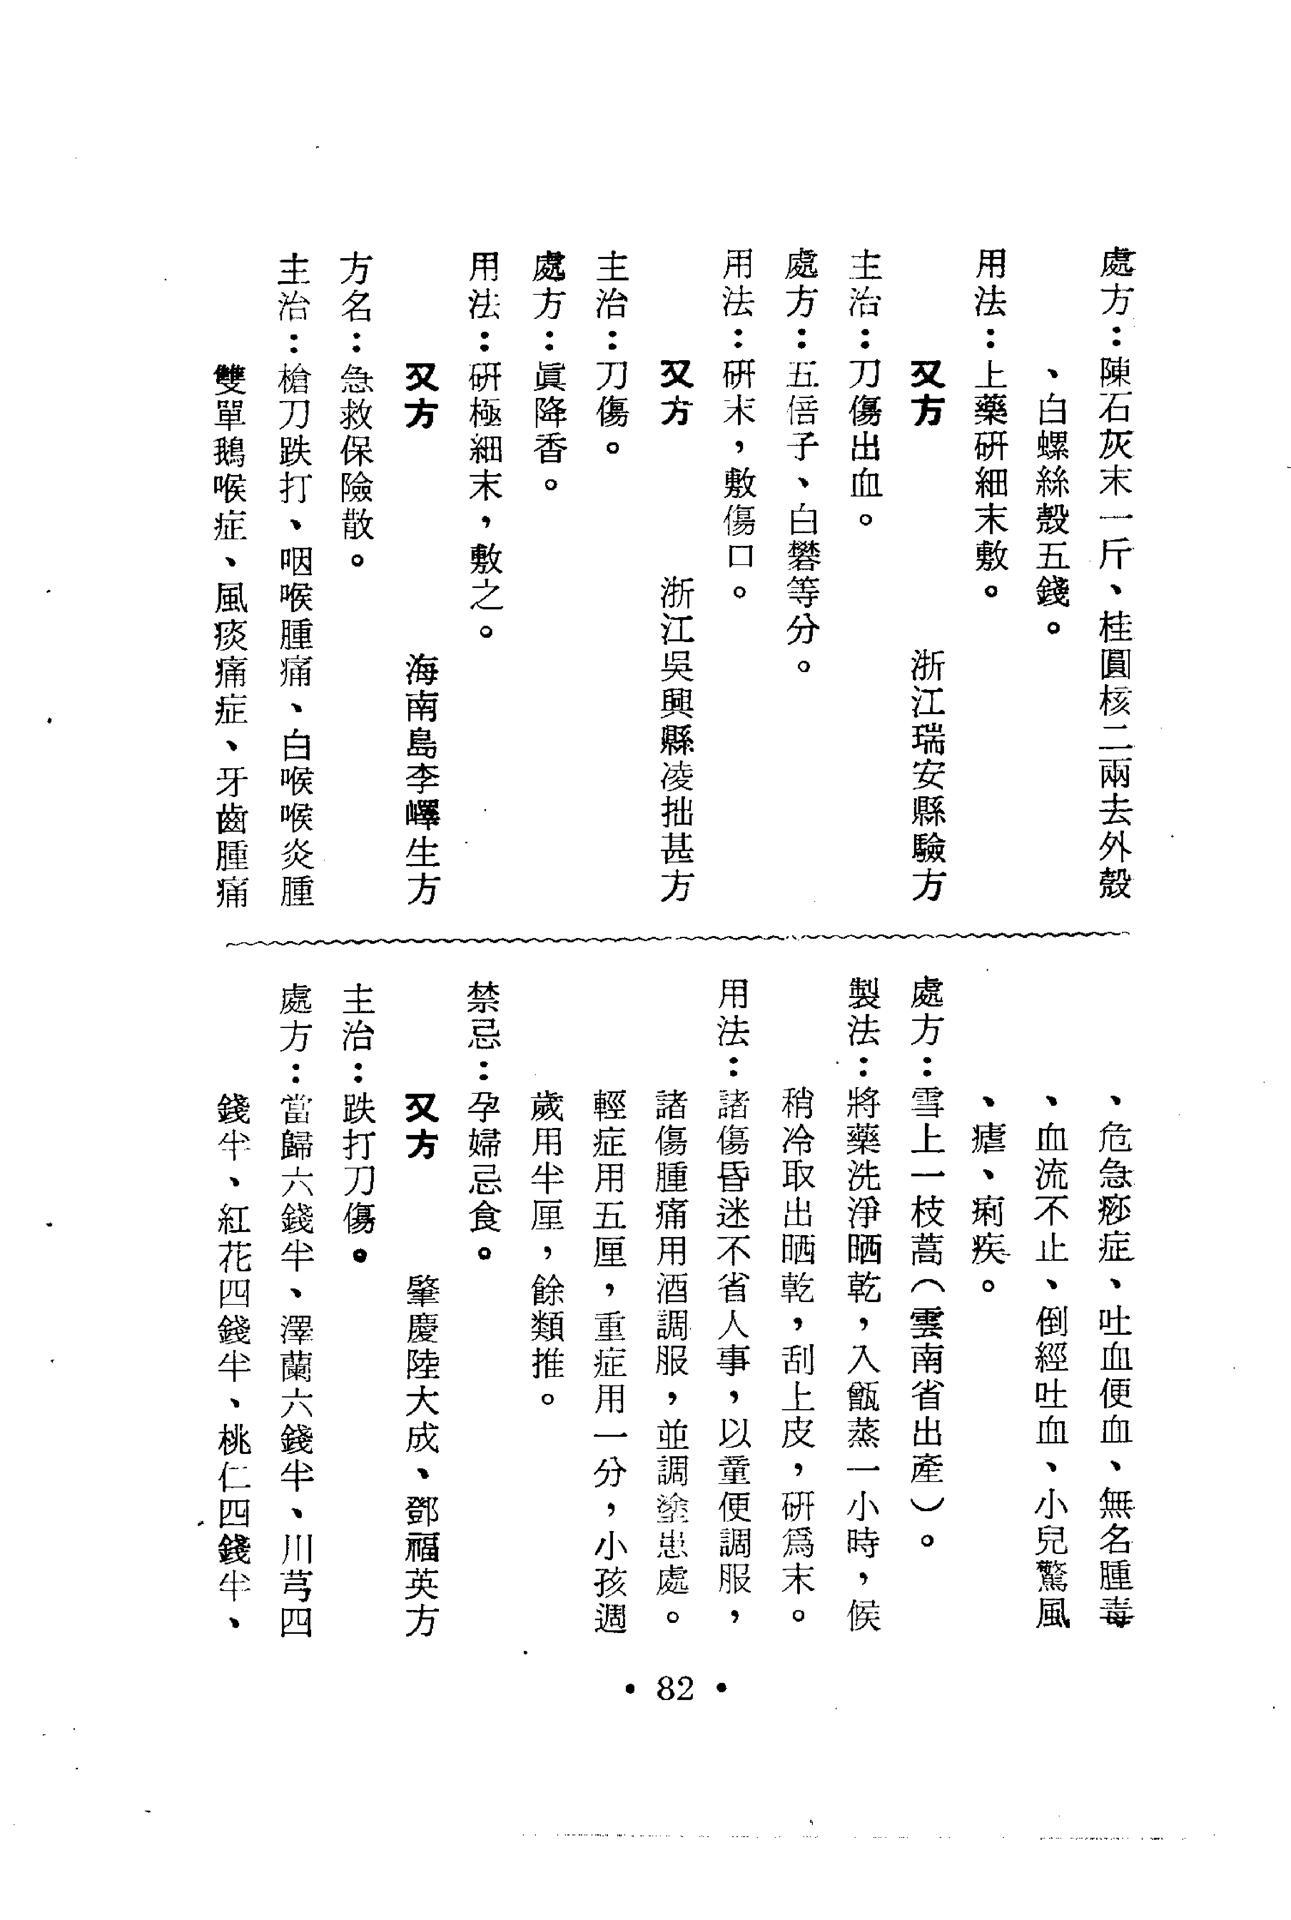 處方：陳石灰末一斤、桂圓核二兩去外殼
、白螺絲殼五錢。
用法：上藥研細末敷。
又方　浙江瑞安縣驗方
主治：刀傷出血。
處方：五倍子、白礬等分。
用法：研末，敷傷口。
又方　浙江吳興縣凌拙甚方
主治：刀傷。
處方：眞降香。
用法：研極細末，敷之。
又方　海南島李嶧生方
方名：急救保險散。
主治：槍刀跌打、咽喉腫痛、白喉喉炎腫
雙單鵝喉症、風痰痛症、牙齒腫痛
、危急痧症、吐血便血、無名腫毒
、血流不止、倒經吐血、小兒驚風
、瘧、痢疾。
處方：雪上一枝蒿（雲南省出產）。
製法：將藥洗淨晒乾，入甑蒸一小時，候
稍冷取出晒乾，刮上皮，研爲末。
用法：諸傷昏迷不省人事，以童便調服，
諸傷腫痛用酒調服，並調塗患處。
輕症用五厘，重症用一分，小孩週
歲用半厘，餘類推。
禁忌：孕婦忌食。
又方　肇慶陸大成、鄧福英方
主治：跌打刀傷。
處方：當歸六錢半、澤蘭六錢半、川芎四
錢半、紅花四錢半、桃仁四錢半、
• 82 •